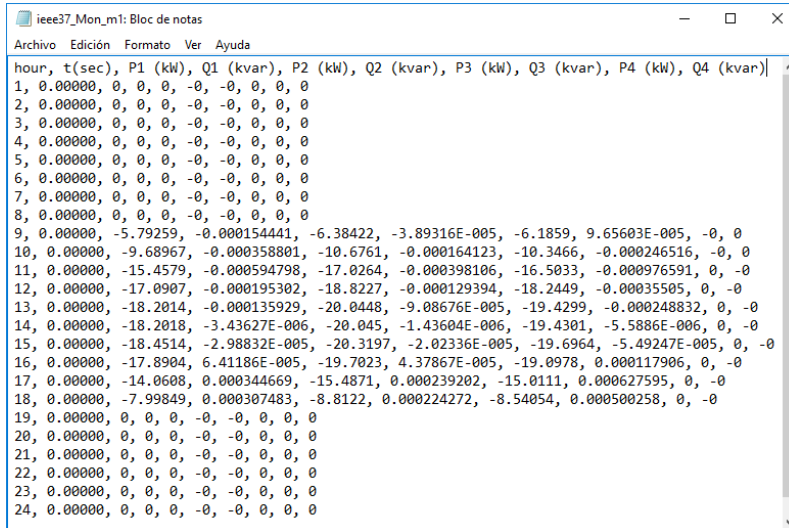 ieee37_Mon_m1: Bloc de notas
Archivo Edición Formato Ver Ayuda
hour, t(sec), P1 (kW), Q1 (kvar), P2 (kW), Q2 (kvar), P3 (kW), Q3 (kvar), P4 (kW), Q4 (kvar)
1, 0.00000, 0, 0, 0, -0, -0, 0, 0, 0
2, 0.00000, 0, 0, 0, -0, -0, 0, 0, 0
3, 0.00000, 0, 0, 0, -0, -0, 0, 0, 0
4, 0.00000, 0, 0, 0, -0, -0, 0, 0, 0
5, 0.00000, 0, 0, 0, -0, -0, 0, 0, 0
6, 0.00000, 0, 0, 0, -0, -0, 0, 0, 0
7, 0.00000, 0, 0, 0, -0, -0, 0, 0, 0
8, 0.00000, 0, 0, 0, -0, -0, 0, 0, 0
9, 0.00000, -5.79259, -0.000154441, -6.38422, -3.89316E-005, -6.1859, 9.65603E-005, -0, 0
10, 0.00000, -9.68967, -0.000358801, -10.6761, -0.000164123, -10.3466, -0.000246516, -0, 0
11, 0.00000, -15.4579, -0.000594798, -17.0264, -0.000398106, -16.5033, -0.000976591, 0, -0
12, 0.00000, -17.0907, -0.000195302, -18.8227, -0.000129394, -18.2449, -0.00035505, 0, -0
13, 0.00000, -18.2014, -0.000135929, -20.0448, -9.08676E-005, -19.4299, -0.000248832, 0, -0
14, 0.00000, -18.2018, -3.43627E-006, -20.045, -1.43604E-006, -19.4301, -5.5886E-006, 0, -0
15, 0.00000, -18.4514, -2.98832E-005, -20.3197, -2.02336E-005, -19.6964, -5.49247E-005, 0, -0
16, 0.00000, -17.8904, 6.41186E-005, -19.7023, 4.37867E-005, -19.0978, 0.000117906, 0, -0
17, 0.00000, -14.0608, 0.000344669, -15.4871, 0.000239202, -15.0111, 0.000627595, 0, -0
18, 0.00000, -7.99849, 0.000307483, -8.8122, 0.000224272, -8.54054, 0.000500258, 0, -0
19, 0.00000, 0, 0, 0, -0, -0, 0, 0, 0
20, 0.00000, 0, 0, 0, -0, -0, 0, 0, 0
21, 0.00000, 0, 0, 0, -0, -0, 0, 0, 0
22, 0.00000, 0, 0, 0, -0, -0, 0, 0, 0
23, 0.00000, 0, 0, 0, -0, -0, 0, 0, 0
24, 0.00000, 0, 0, 0, -0, -0, 0, 0, 0